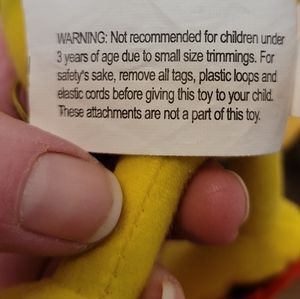 WARNING: Not recommended for children under
3 years of age due to small size trimmings. For
safety's sake, remove all tags, plastic loops and
elastic cords before giving this toy to your child.
These attachments are not a part of this toy.